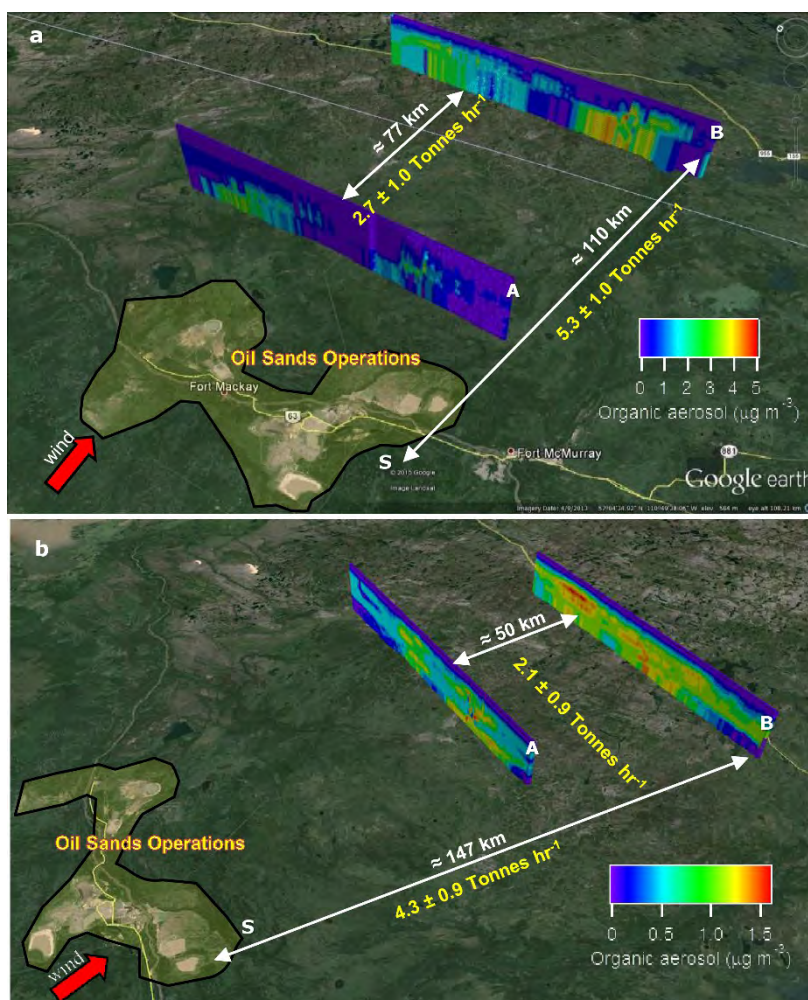 a
B
≈ 77 km
2.7 ± 1.0 Tonnes hr⁻¹
≈ 110 km
5.3 ± 1.0 Tonnes hr⁻¹
A
Oil Sands Operations
Fort Mackay
63
wind
S
Fort McMurray
881
0 1 2 3 4 5
Organic aerosol (µg m⁻³)
© 2015 Google
Image Landsat
Google earth
b
≈ 50 km
2.1 ± 0.9 Tonnes hr⁻¹
A
B
≈ 147 km
4.3 ± 0.9 Tonnes hr⁻¹
Oil Sands Operations
S
wind
0 0.5 1.0 1.5
Organic aerosol (µg m⁻³)